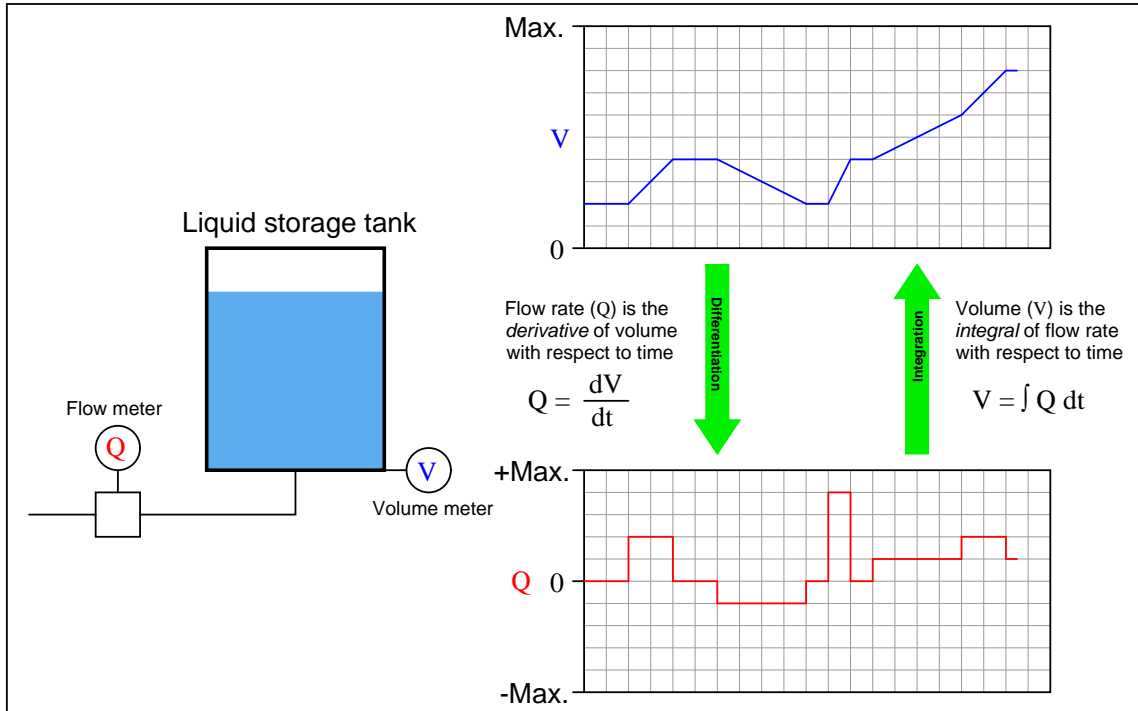 Max.
V
0
Liquid storage tank
Flow meter
Q
V
Volume meter
Flow rate (Q) is the
derivative of volume
with respect to time
Q = dV
dt
Differentiation
Integration
Volume (V) is the
integral of flow rate
with respect to time
V = ∫ Q dt
+Max.
Q 0
-Max.